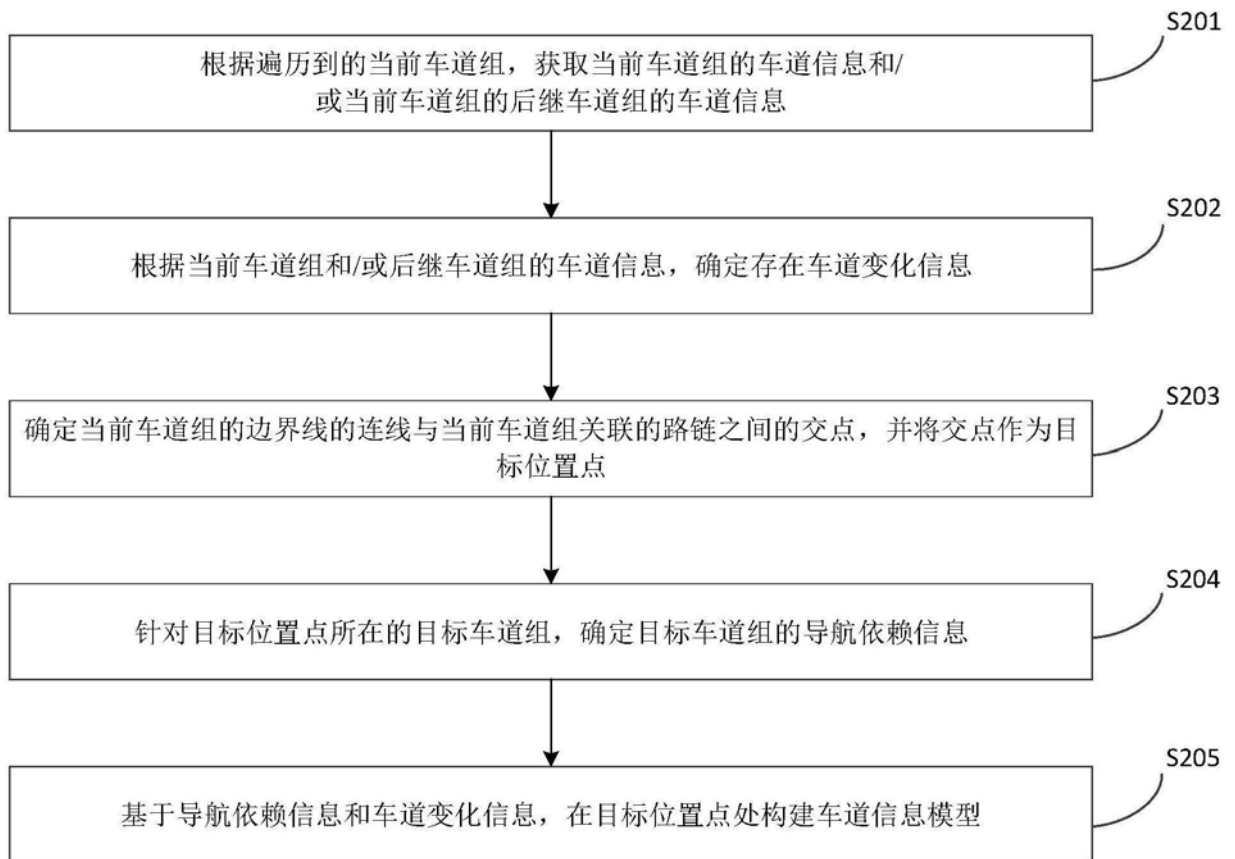 S201
根据遍历到的当前车道组，获取当前车道组的车道信息和/
或当前车道组的后继车道组的车道信息
S202
根据当前车道组和/或后继车道组的车道信息，确定存在车道变化信息
S203
确定当前车道组的边界线的连线与当前车道组关联的路链之间的交点，并将交点作为目
标位置点
S204
针对目标位置点所在的目标车道组，确定目标车道组的导航依赖信息
S205
基于导航依赖信息和车道变化信息，在目标位置点处构建车道信息模型